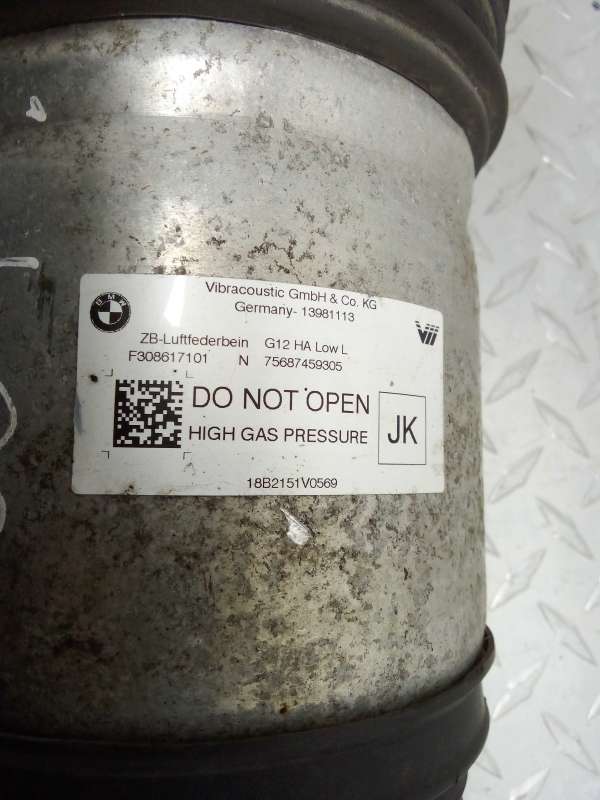 BMW
Vibracoustic GmbH & Co. KG
Germany- 13981113
ZB-Luftfederbein G12 HA Low L
F308617101 N 75687459305
DO NOT OPEN
HIGH GAS PRESSURE
JK
18B2151V0569